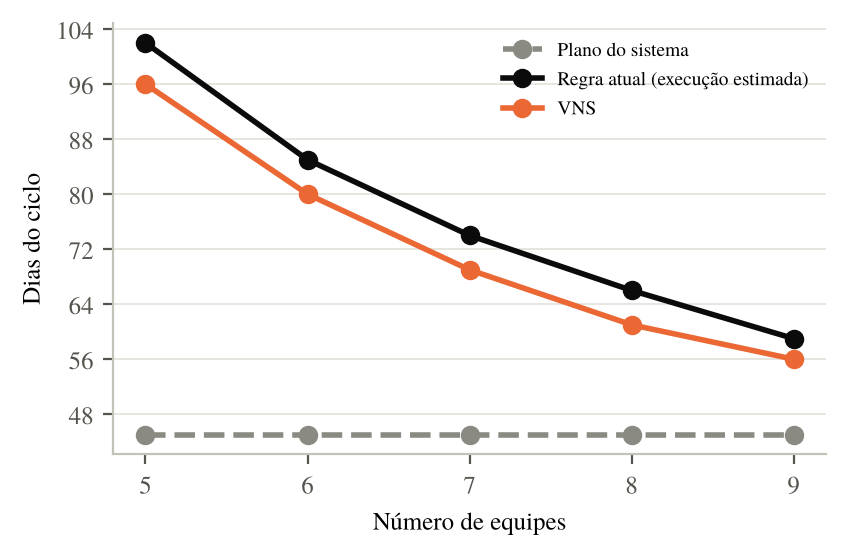 104
96
88
80
72
64
56
48
Dias do ciclo
Plano do sistema
Regra atual (execução estimada)
VNS
5 6 7 8 9
Número de equipes